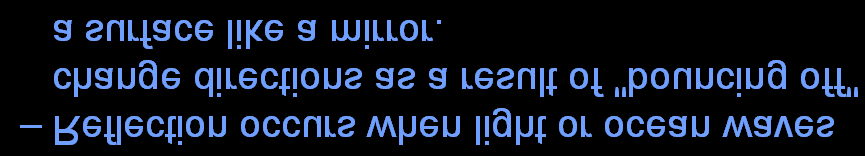 – Reflection occurs when light or ocean waves
change directions as a result of "bouncing off"
a surface like a mirror.